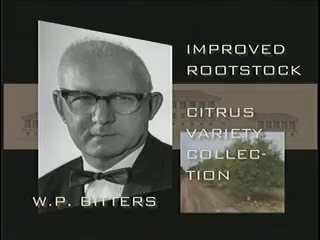 IMPROVED
ROOTSTOCK
CITRUS
VARIETY
COLLEC-
TION
W.P. BITTERS